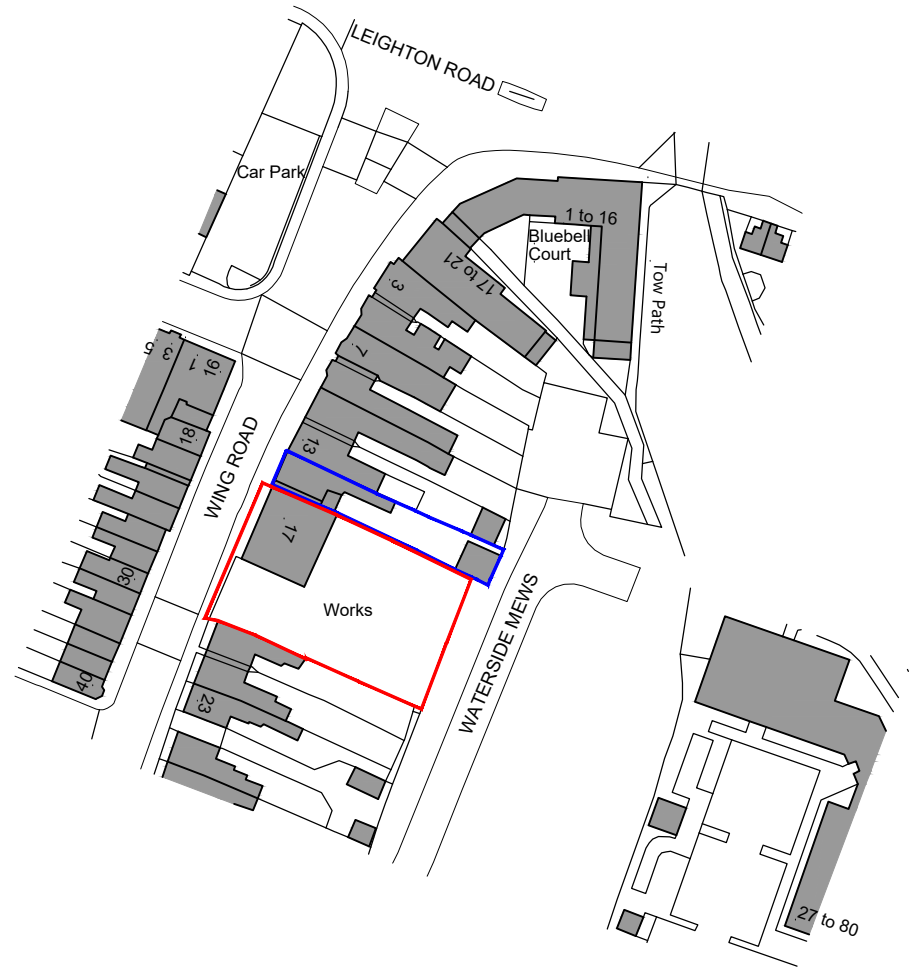 LEIGHTON ROAD
Car Park
1 to 16
Bluebell
Court
17 to 21
Tow Path
3
7
5
3
1
16
18
13
WING ROAD
17
30
Works
WATERSIDE MEWS
40
23
27 to 80